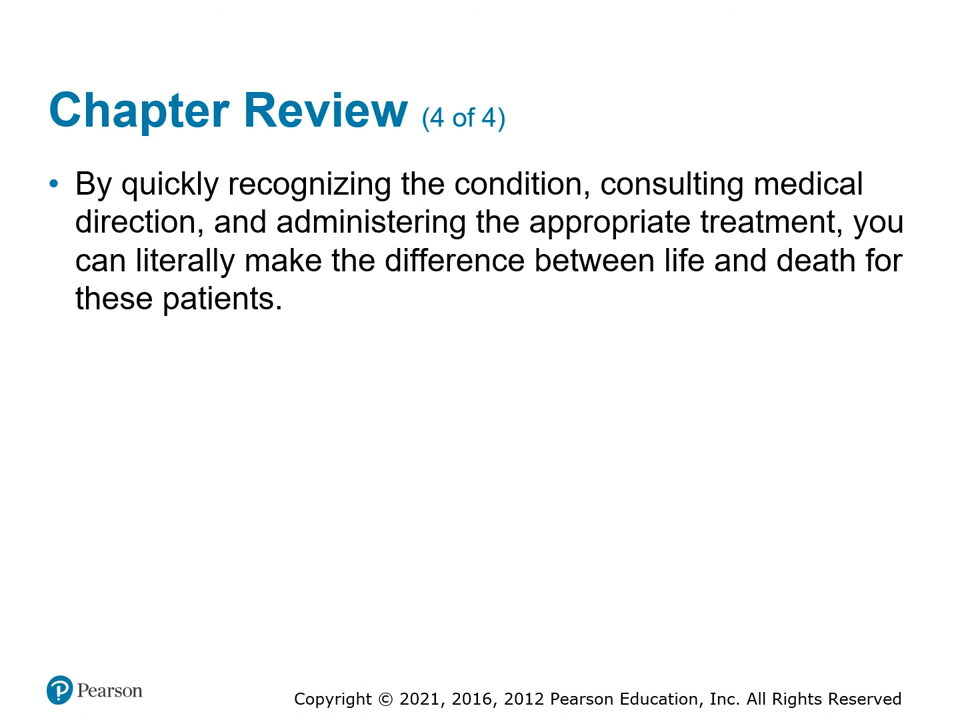 Chapter Review (4 of 4)
• By quickly recognizing the condition, consulting medical
direction, and administering the appropriate treatment, you
can literally make the difference between life and death for
these patients.
Pearson
Copyright © 2021, 2016, 2012 Pearson Education, Inc. All Rights Reserved